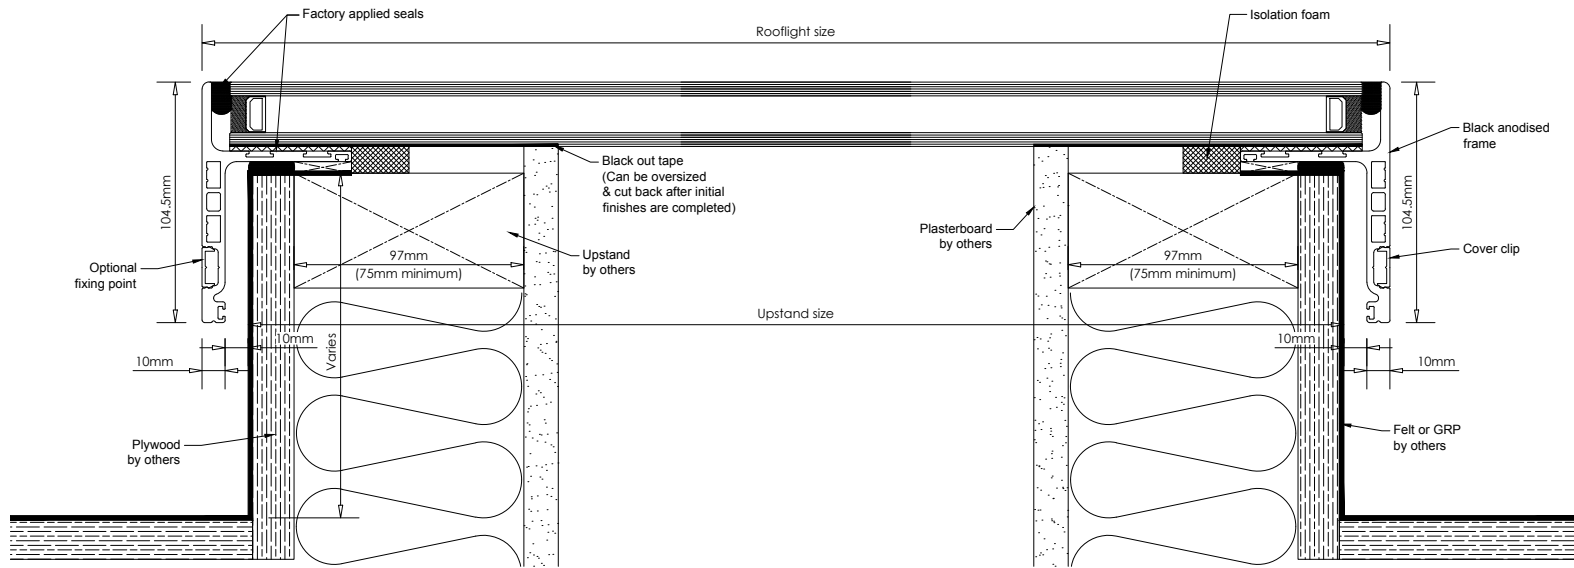 Factory applied seals
Isolation foam
Rooflight size
Black anodised
frame
104.5mm
104.5mm
Black out tape
(Can be oversized
& cut back after initial
finishes are completed)
Plasterboard
by others
Upstand
by others
97mm
(75mm minimum)
97mm
(75mm minimum)
Cover clip
Optional
fixing point
Upstand size
10mm
Varies
10mm
10mm
10mm
Plywood
by others
Felt or GRP
by others